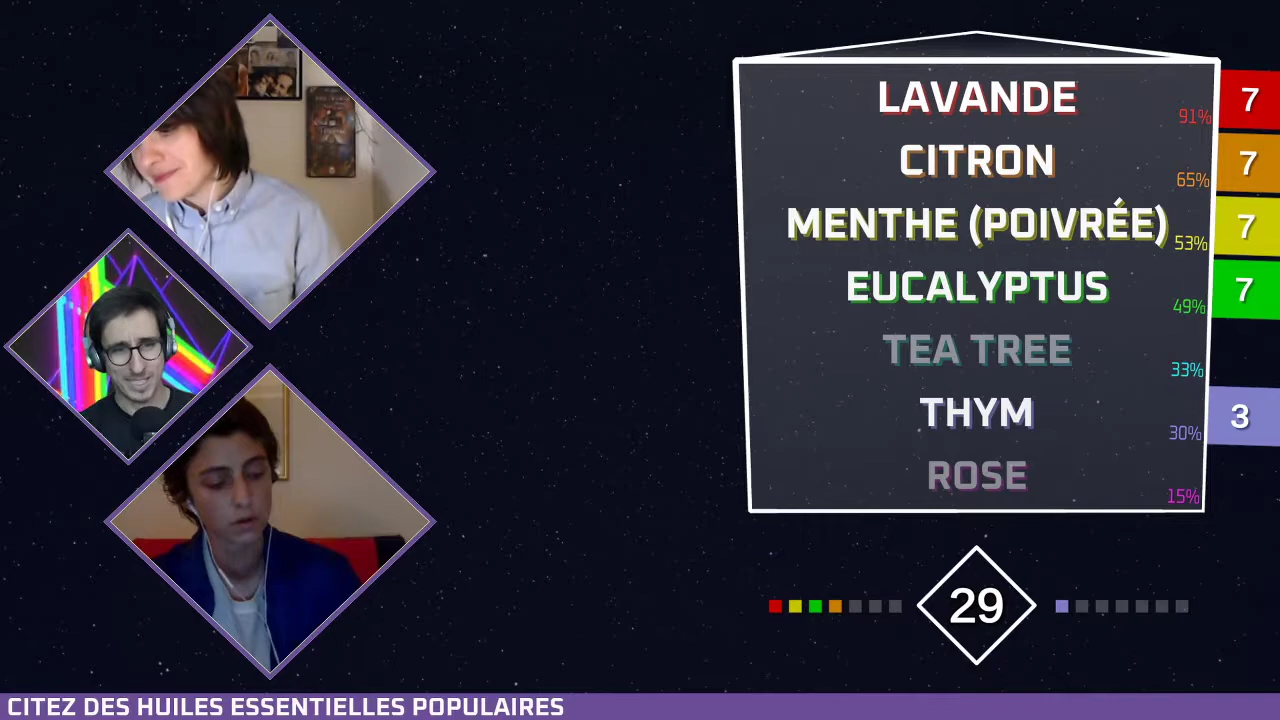 LAVANDE 91% 7
CITRON 65% 7
MENTHE (POIVRÉE) 53% 7
EUCALYPTUS 49% 7
TEA TREE 33%
THYM 30% 3
ROSE 15%
29
CITEZ DES HUILES ESSENTIELLES POPULAIRES